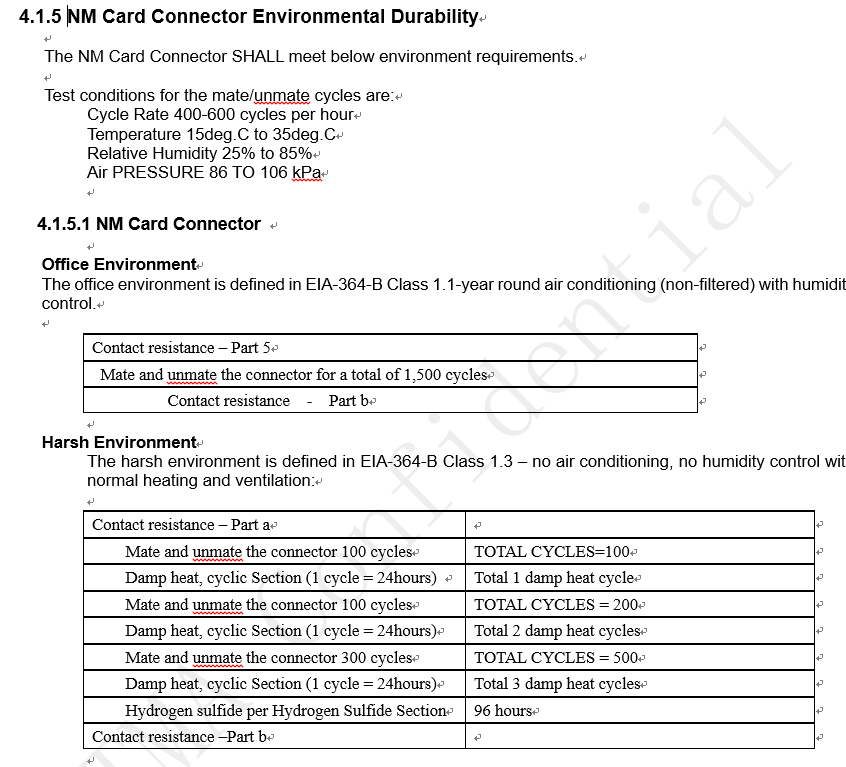 4.1.5 NM Card Connector Environmental Durability
The NM Card Connector SHALL meet below environment requirements.
Test conditions for the mate/unmate cycles are:
Cycle Rate 400-600 cycles per hour
Temperature 15deg.C to 35deg.C
Relative Humidity 25% to 85%
Air PRESSURE 86 TO 106 kPa
4.1.5.1 NM Card Connector
Office Environment
The office environment is defined in EIA-364-B Class 1.1-year round air conditioning (non-filtered) with humidit
control.
Contact resistance – Part 5
Mate and unmate the connector for a total of 1,500 cycles
Contact resistance - Part b
Harsh Environment
The harsh environment is defined in EIA-364-B Class 1.3 – no air conditioning, no humidity control wit
normal heating and ventilation:
Contact resistance – Part a
Mate and unmate the connector 100 cycles TOTAL CYCLES=100
Damp heat, cyclic Section (1 cycle = 24hours) Total 1 damp heat cycle
Mate and unmate the connector 100 cycles TOTAL CYCLES = 200
Damp heat, cyclic Section (1 cycle = 24hours) Total 2 damp heat cycles
Mate and unmate the connector 300 cycles TOTAL CYCLES = 500
Damp heat, cyclic Section (1 cycle = 24hours) Total 3 damp heat cycles
Hydrogen sulfide per Hydrogen Sulfide Section 96 hours
Contact resistance –Part b
Confidential